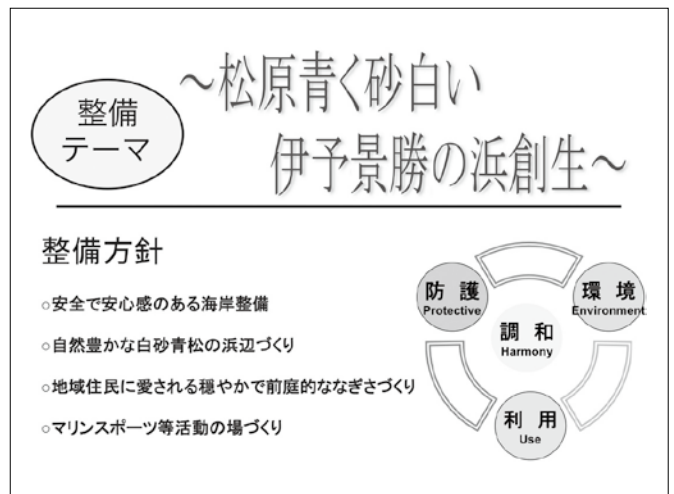 整備
テーマ
～松原青く砂白い
伊予景勝の浜創生～
整備方針
○安全で安心感のある海岸整備
○自然豊かな白砂青松の浜辺づくり
○地域住民に愛される穏やかで前庭的ななぎさづくり
○マリンスポーツ等活動の場づくり
防 護
Protective
環 境
Environment
調 和
Harmony
利 用
Use